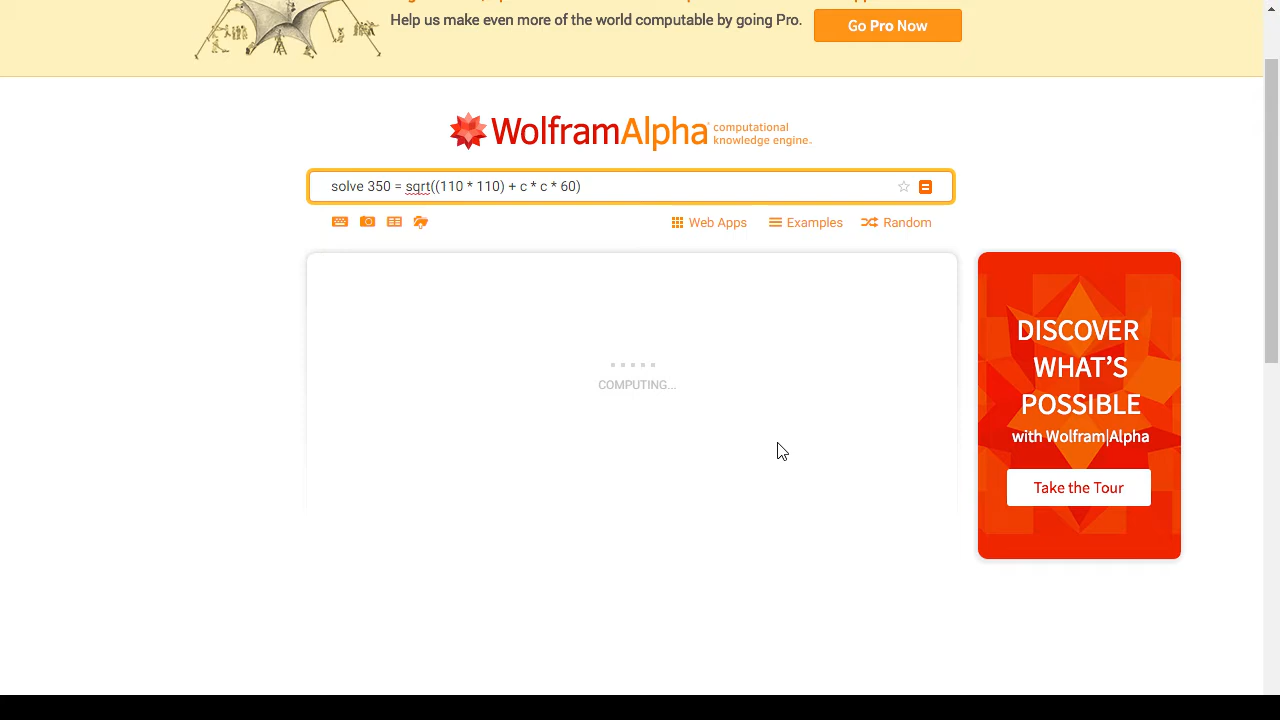 Help us make even more of the world computable by going Pro.
Go Pro Now
WolframAlpha computational
knowledge engine.
solve 350 = sqrt((110 * 110) + c * c * 60)
Web Apps
Examples
Random
COMPUTING...
DISCOVER
WHAT'S
POSSIBLE
with Wolfram|Alpha
Take the Tour